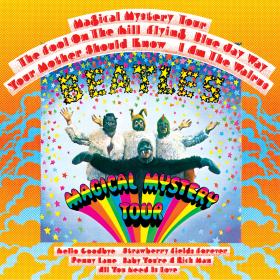 Magical Mystery Tour
The Fool On The Hill Flying Blue Jay Way
Your Mother Should Know I Am The Walrus
BEATLES
MAGICAL MYSTERY
TOUR
Hello Goodbye Strawberry Fields Forever
Penny Lane Baby You're A Rich Man
All You Need Is Love